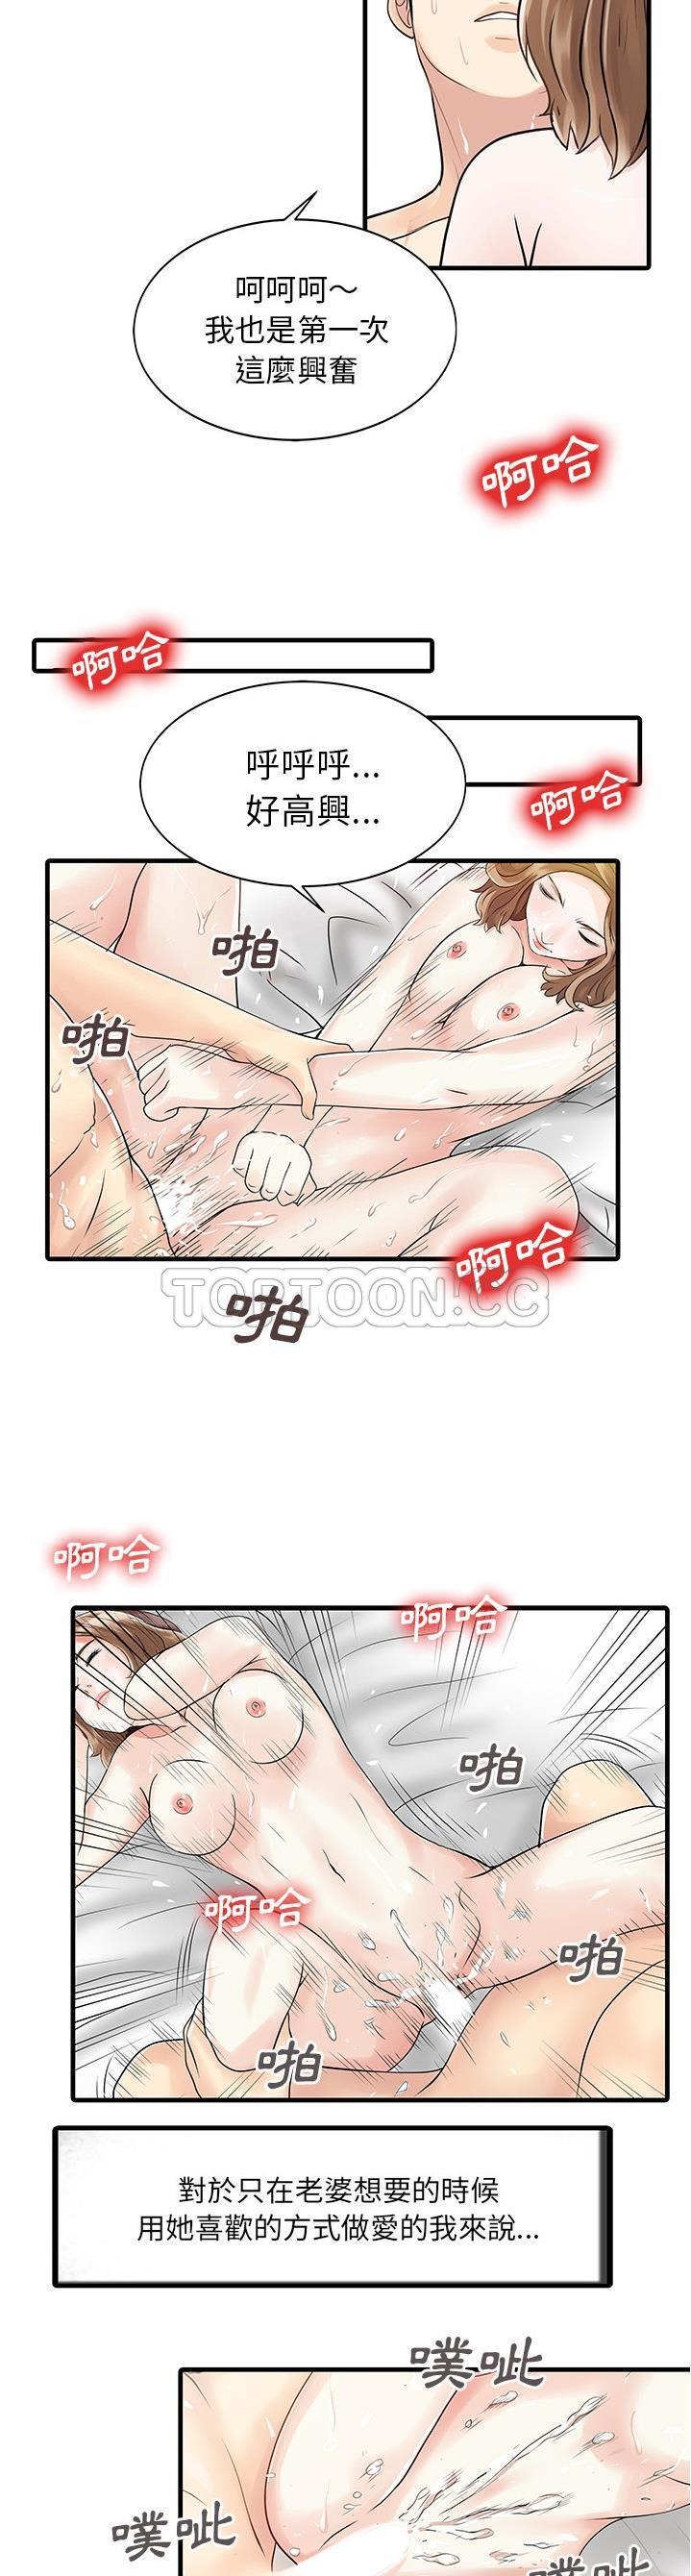 呵呵呵～
我也是第一次
這麼興奮
啊哈
啊哈
呼呼呼...
好高興...
啊哈
啪
啪
啊哈
TOPTOON.CC
啪
啊哈
啊哈
啪
啊哈
啪
啪
對於只在老婆想要的時候
用她喜歡的方式做愛的我來說...
噗呲
噗呲
噗呲